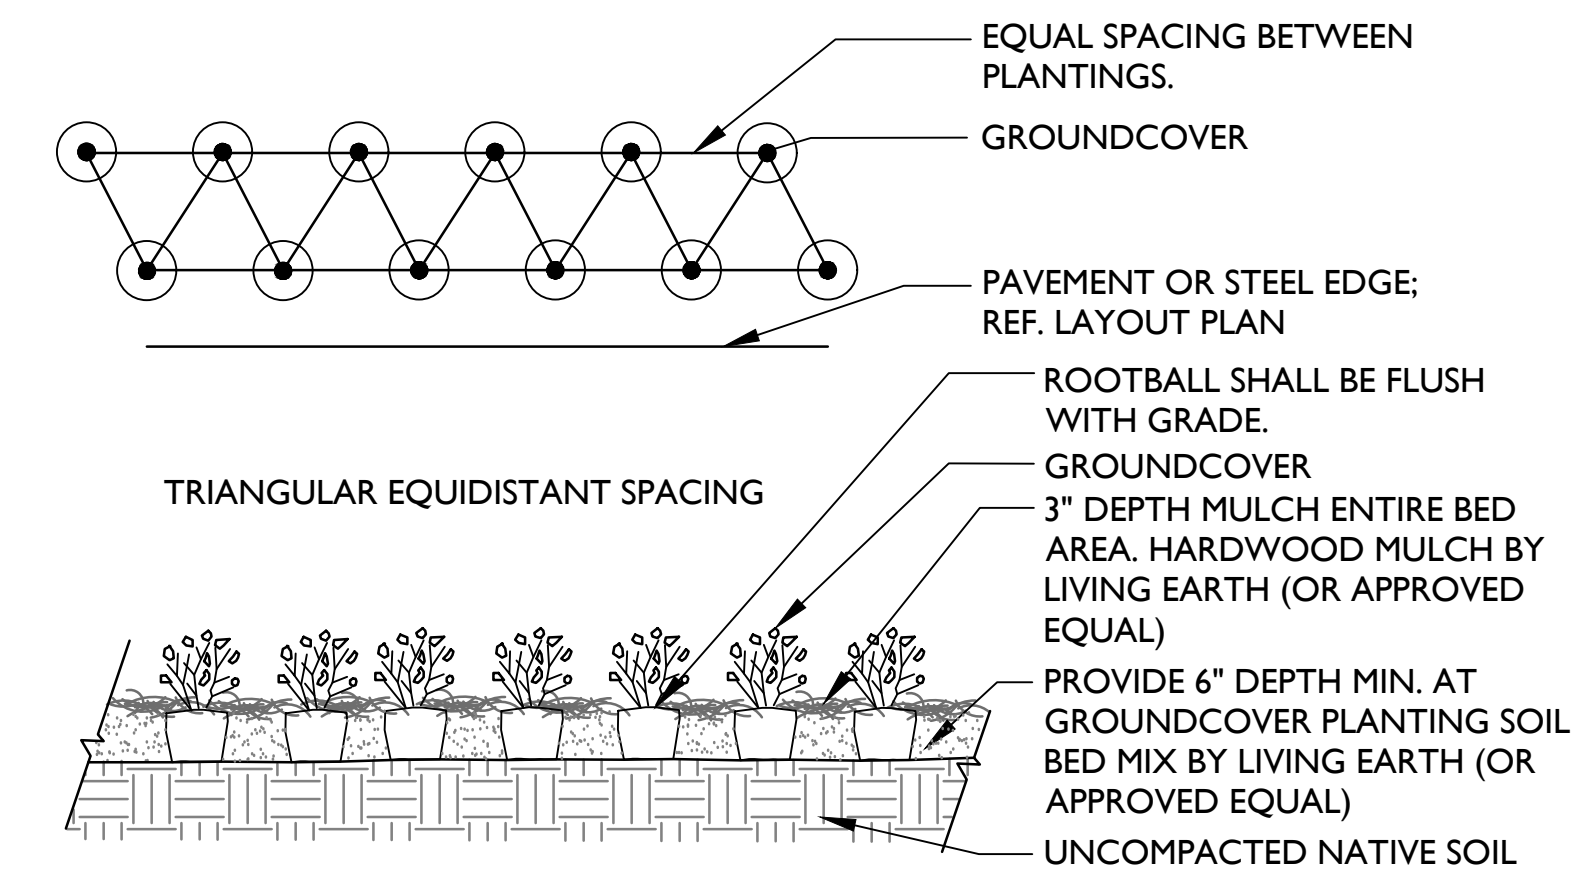 EQUAL SPACING BETWEEN
PLANTINGS.
GROUNDCOVER
PAVEMENT OR STEEL EDGE;
REF. LAYOUT PLAN
TRIANGULAR EQUIDISTANT SPACING
ROOTBALL SHALL BE FLUSH
WITH GRADE.
GROUNDCOVER
3" DEPTH MULCH ENTIRE BED
AREA. HARDWOOD MULCH BY
LIVING EARTH (OR APPROVED
EQUAL)
PROVIDE 6" DEPTH MIN. AT
GROUNDCOVER PLANTING SOIL
BED MIX BY LIVING EARTH (OR
APPROVED EQUAL)
UNCOMPACTED NATIVE SOIL